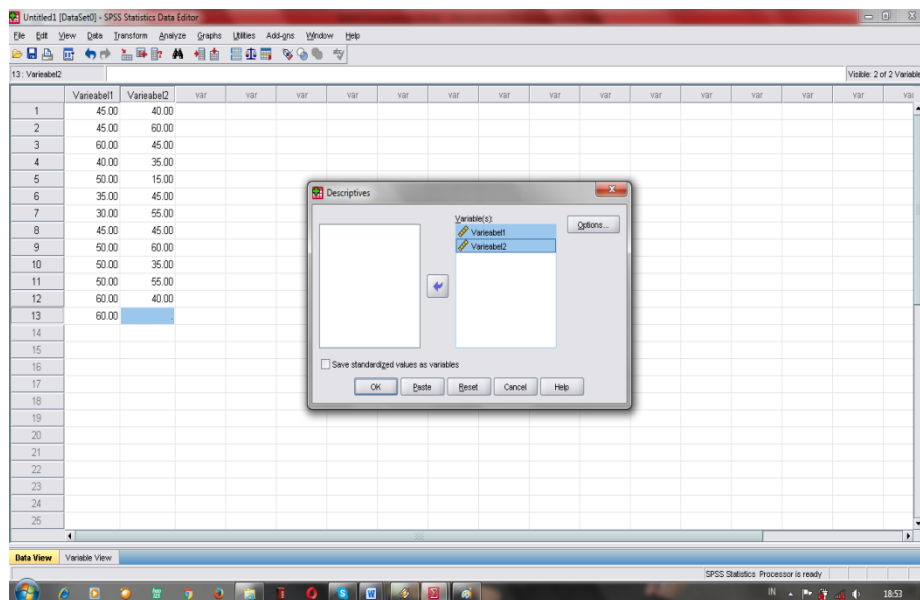 Untitled1 [DataSet0] - SPSS Statistics Data Editor
File Edit View Data Transform Analyze Graphs Utilities Add-ons Window Help
13 : Varieabel2
Visible: 2 of 2 Variable
Varieabel1 Varieabel2 var var var var var var var var var var var var var var
1 45.00 40.00
2 45.00 60.00
3 60.00 45.00
4 40.00 35.00
5 50.00 15.00
6 35.00 45.00
7 30.00 55.00
8 45.00 45.00
9 50.00 60.00
10 50.00 35.00
11 50.00 55.00
12 60.00 40.00
13 60.00 .
14
15
16
17
18
19
20
21
22
23
24
25
Descriptives
Variable(s):
Varieabel1
Varieabel2
Options...
Save standardized values as variables
OK Paste Reset Cancel Help
Data View Variable View
SPSS Statistics Processor is ready
IN 18:53